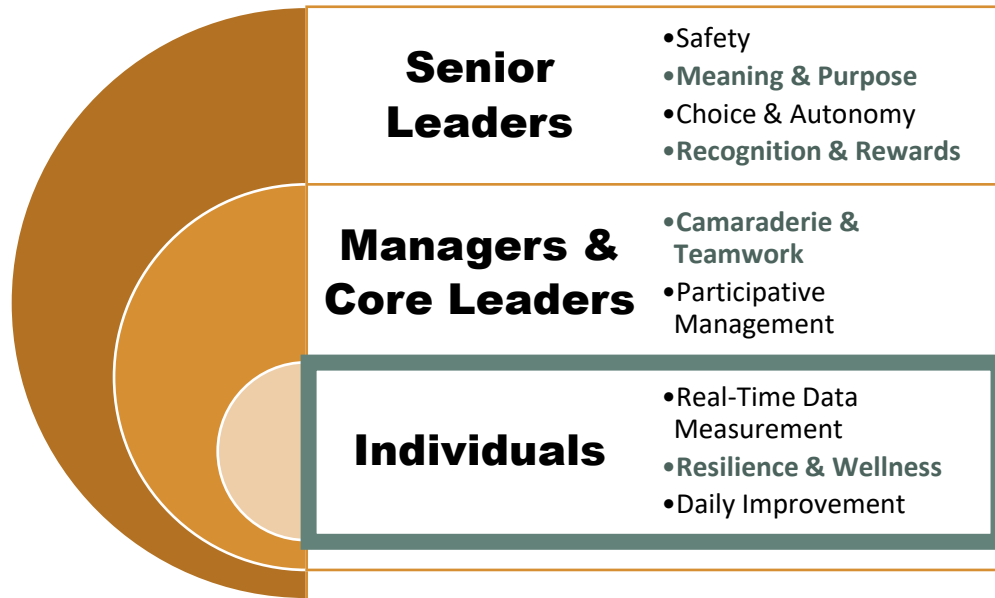 Senior
Leaders
•Safety
•Meaning & Purpose
•Choice & Autonomy
•Recognition & Rewards
Managers &
Core Leaders
•Camaraderie &
Teamwork
•Participative
Management
Individuals
•Real-Time Data
Measurement
•Resilience & Wellness
•Daily Improvement